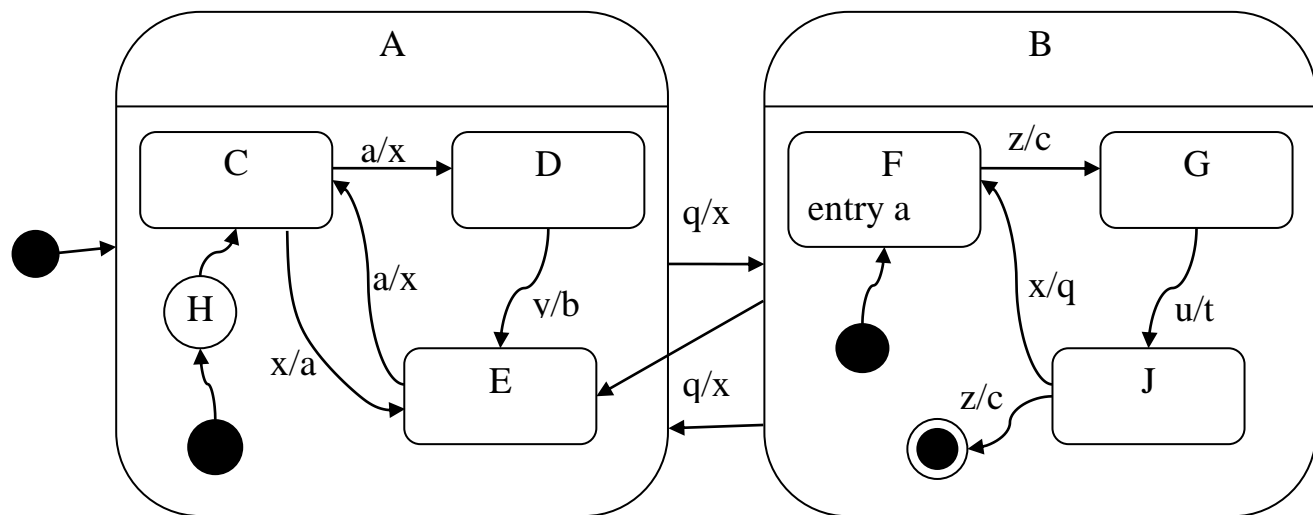 A
B
C
a/x
D
F
entry a
z/c
G
q/x
H
a/x
v/b
x/q
u/t
x/a
E
q/x
z/c
J